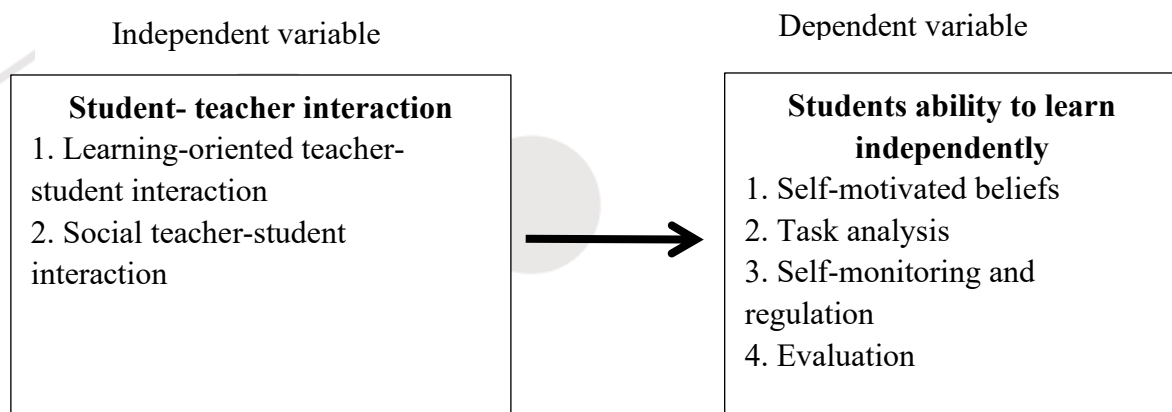 Independent variable
Dependent variable
Student- teacher interaction
1. Learning-oriented teacher-
student interaction
2. Social teacher-student
interaction
Students ability to learn
independently
1. Self-motivated beliefs
2. Task analysis
3. Self-monitoring and
regulation
4. Evaluation